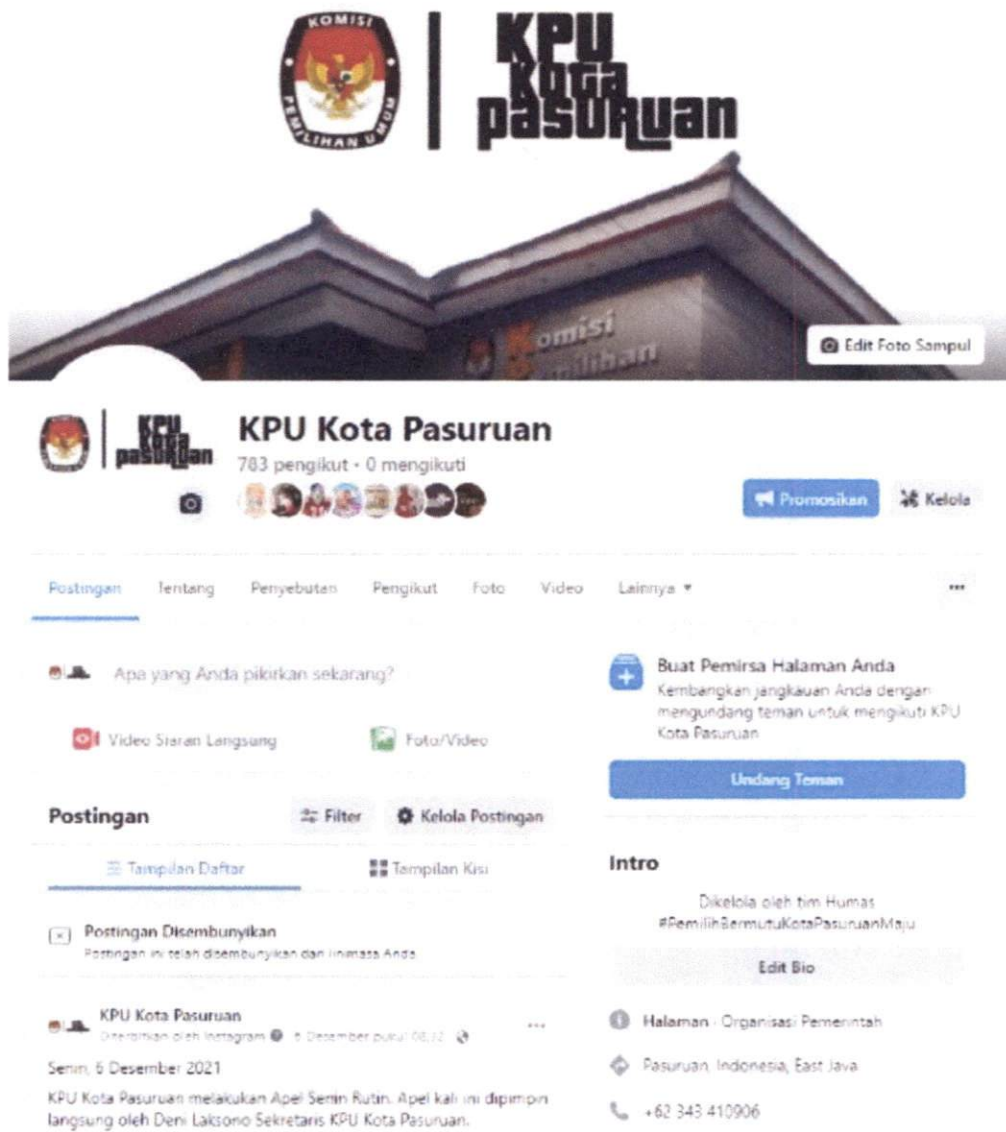 KOMISI
PEMILIHAN UMUM
KPU
Kota
pasuruan
Komisi
Pemilihan
Edit Foto Sampul
KPU
Kota
pasuruan
KPU Kota Pasuruan
783 pengikut • 0 mengikuti
Promosikan
Kelola
Postingan
Tentang
Penyebutan
Pengikut
Foto
Video
Lainnya
Apa yang Anda pikirkan sekarang?
Video Siaran Langsung
Foto/Video
Postingan
Filter
Kelola Postingan
Tampilan Daftar
Tampilan Kisi
Postingan Disembunyikan
Postingan ini telah disembunyikan dari linimasa Anda
KPU Kota Pasuruan
Diterbitkan oleh Instagram
6 Desember pukul 08.32
Senin, 6 Desember 2021
KPU Kota Pasuruan melakukan Apel Senin Rutin. Apel kali ini dipimpin
langsung oleh Deni Laksono Sekretaris KPU Kota Pasuruan.
Buat Pemirsa Halaman Anda
Kembangkan jangkauan Anda dengan
mengundang teman untuk mengikuti KPU
Kota Pasuruan
Undang Teman
Intro
Dikelola oleh tim Humas
#PemilihBermutuKotaPasuruanMaju
Edit Bio
Halaman · Organisasi Pemerintah
Pasuruan, Indonesia, East Java
+62 343 410906